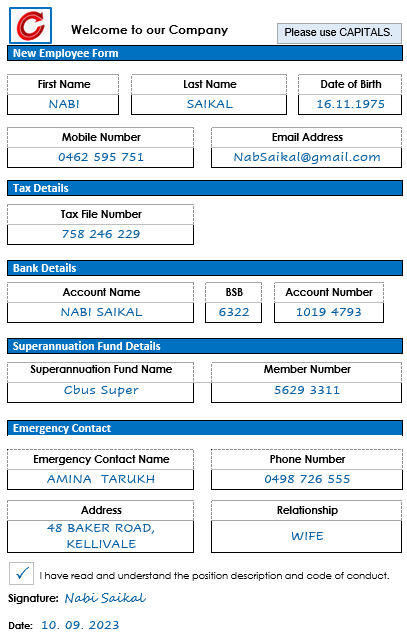 Welcome to our Company
Please use CAPITALS.
New Employee Form
First Name Last Name Date of Birth
NABI SAIKAL 16.11.1975
Mobile Number Email Address
0462 595 751 NabSaikal@gmail.com
Tax Details
Tax File Number
758 246 229
Bank Details
Account Name BSB Account Number
NABI SAIKAL 6322 1019 4793
Superannuation Fund Details
Superannuation Fund Name Member Number
Cbus Super 5629 3311
Emergency Contact
Emergency Contact Name Phone Number
AMINA TARUKH 0498 726 555
Address Relationship
48 BAKER ROAD,
KELLIVALE
WIFE
✓ I have read and understand the position description and code of conduct.
Signature: Nabi Saikal
Date: 10. 09. 2023